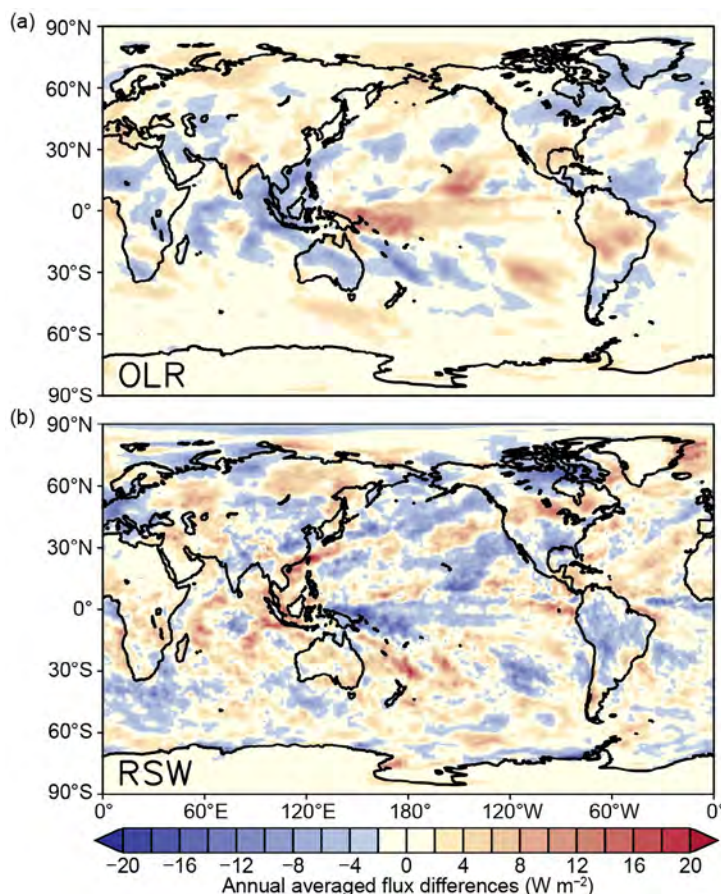 (a)
90°N
60°N
30°N
0°
30°S
60°S
90°S
OLR
(b)
90°N
60°N
30°N
0°
30°S
60°S
90°S
RSW
0° 60°E 120°E 180° 120°W 60°W 0°
−20 −16 −12 −8 −4 0 4 8 12 16 20
Annual averaged flux differences (W m⁻²)